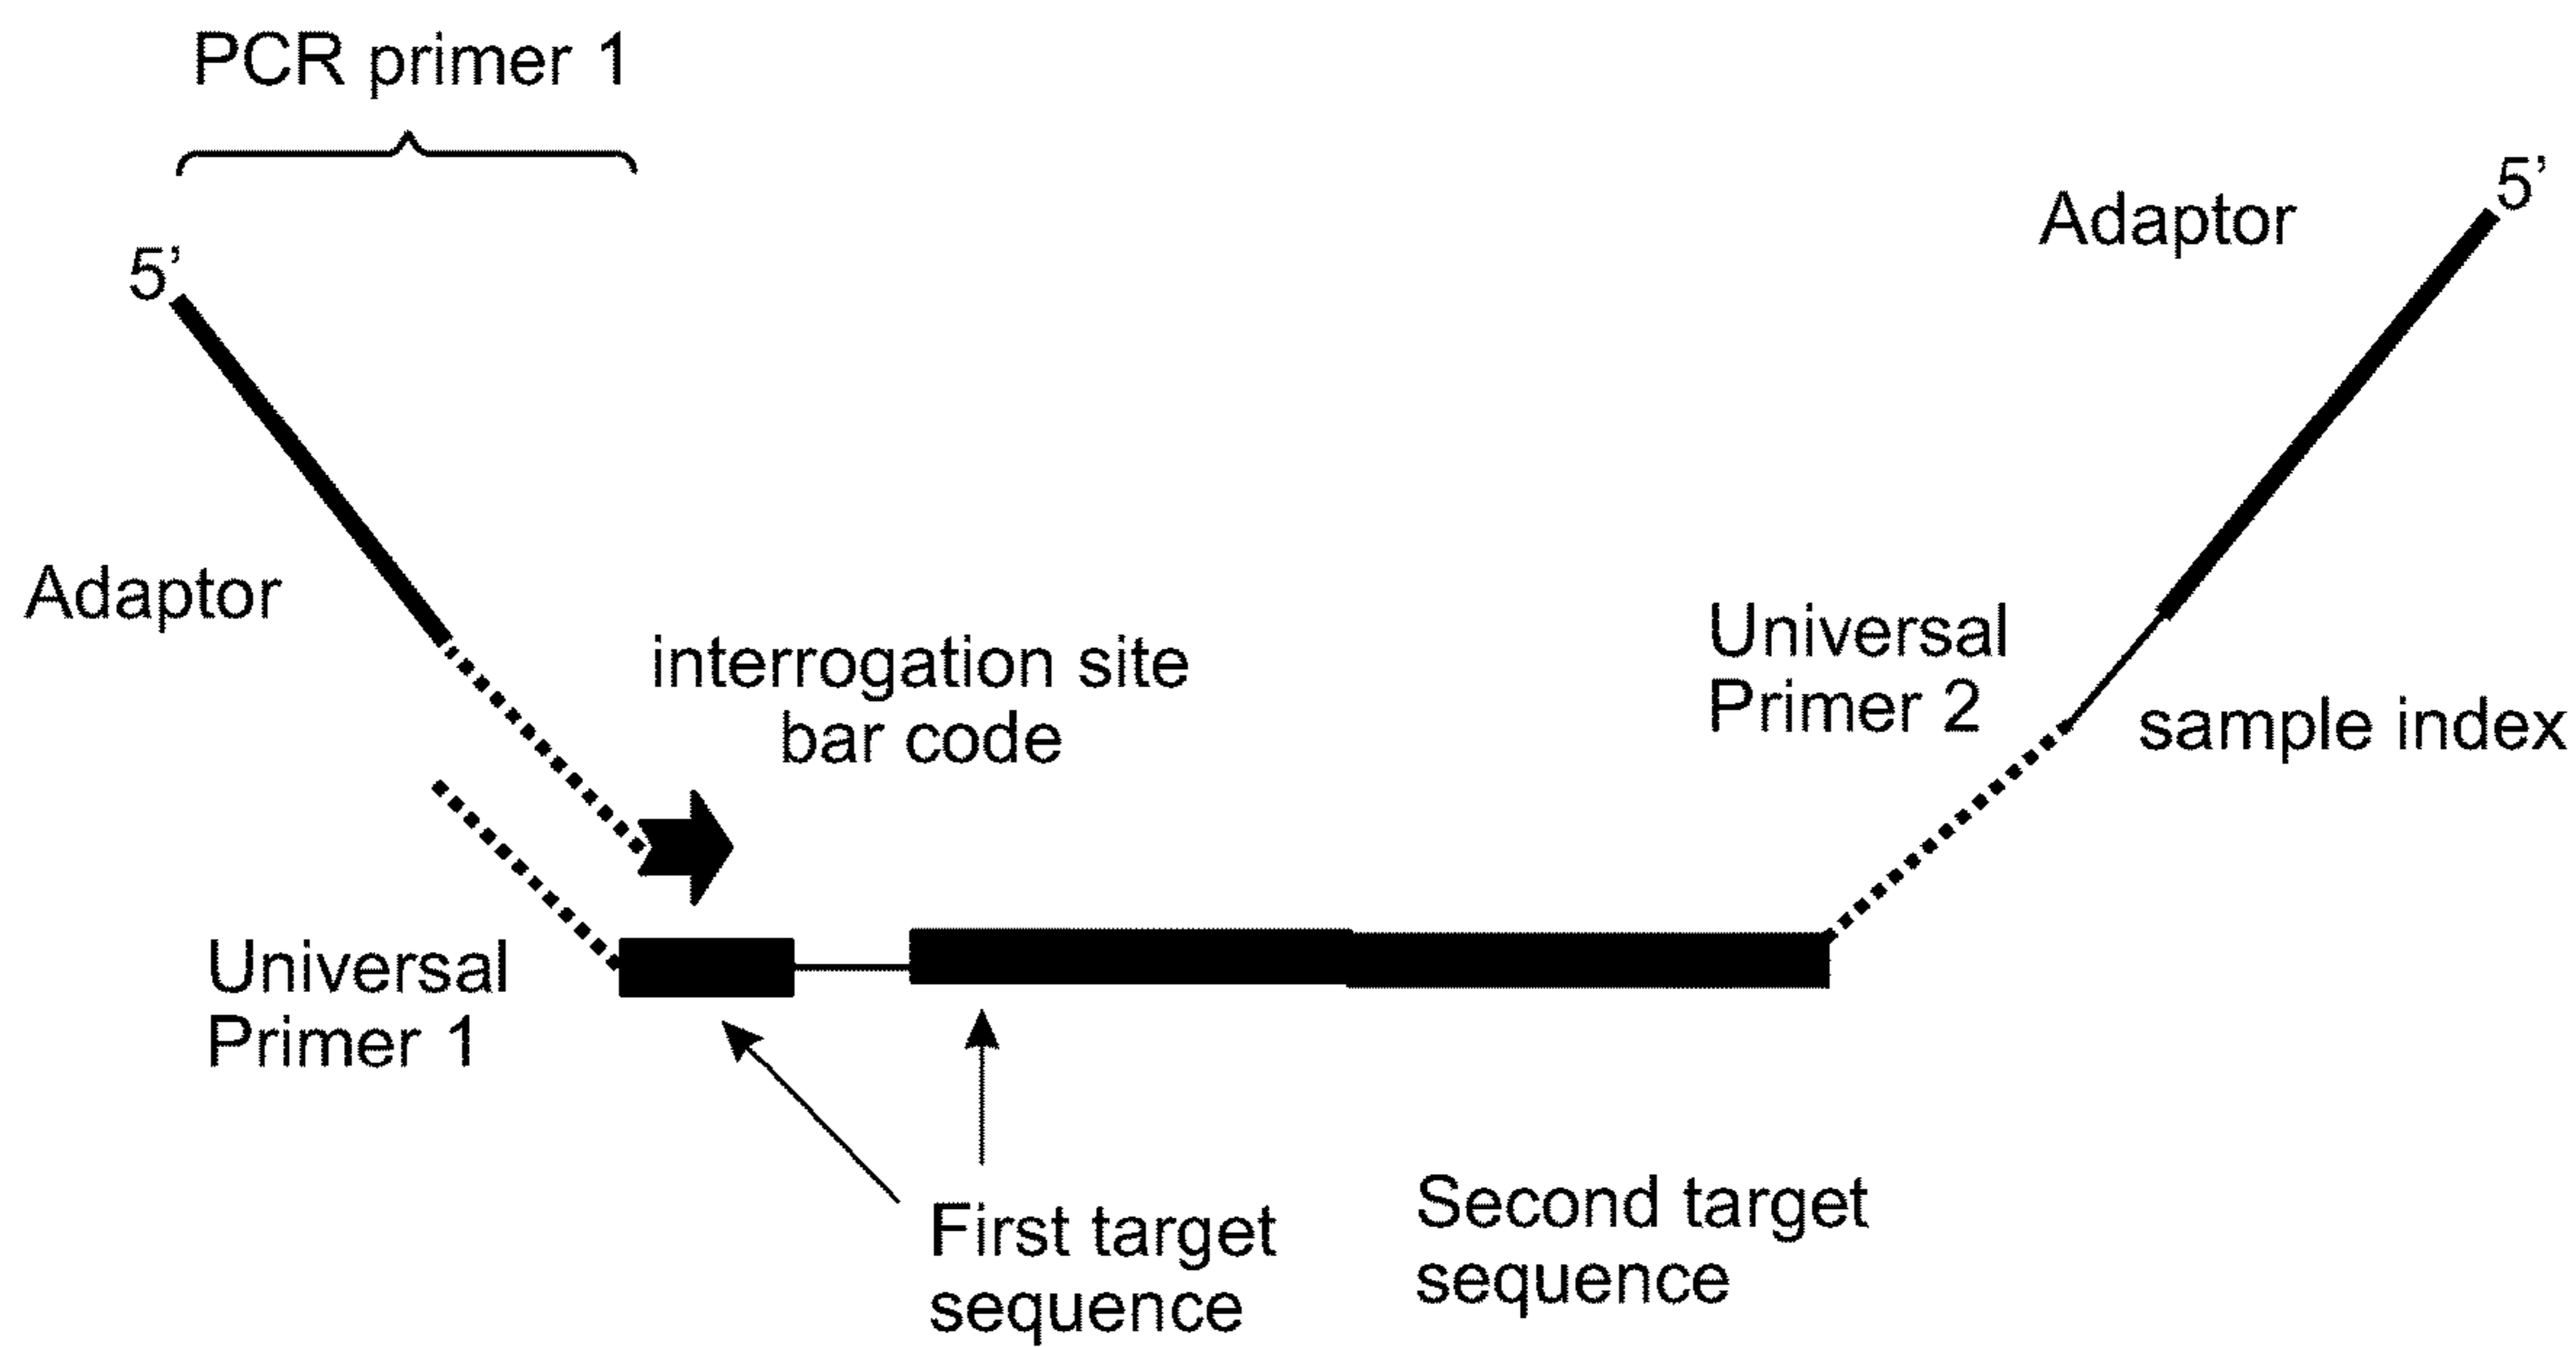 PCR primer 1
5’
5’
Adaptor
Adaptor
interrogation site
bar code
Universal
Primer 2
sample index
Universal
Primer 1
First target
sequence
Second target
sequence